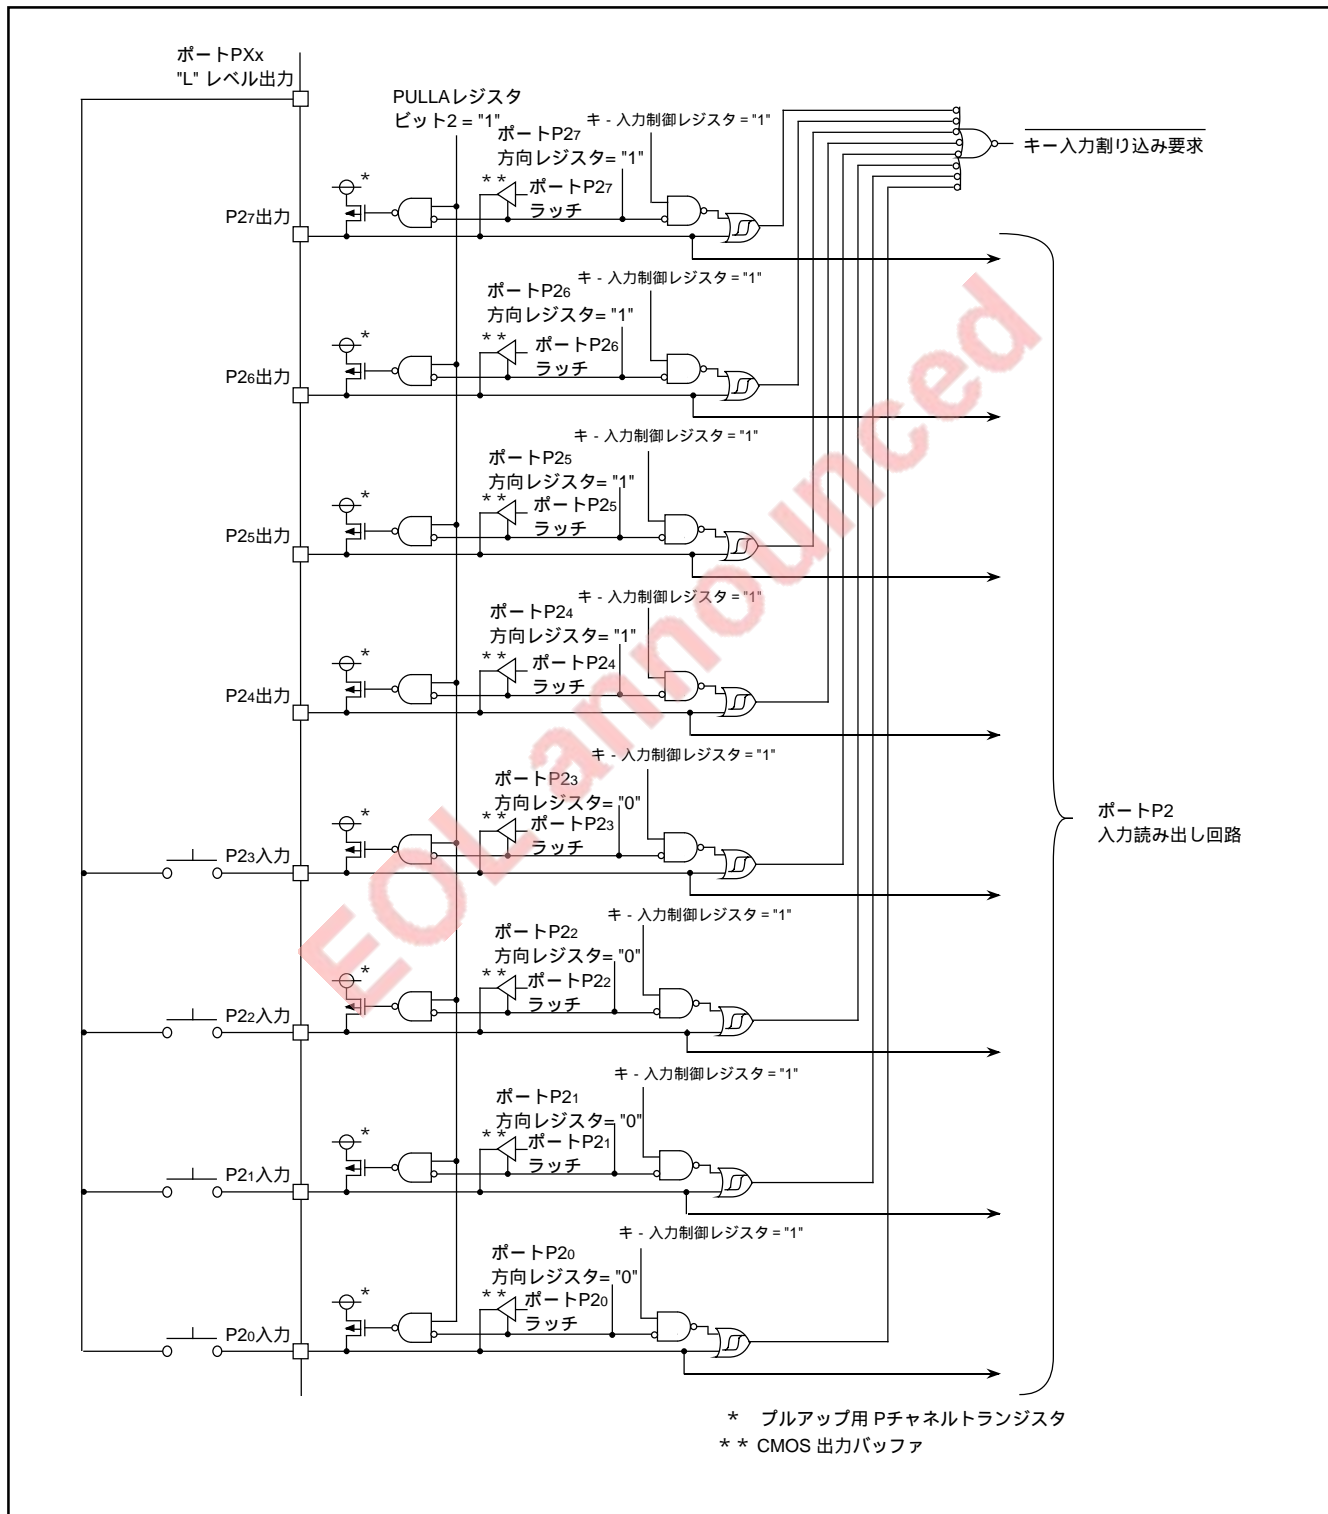 ポートPXx
"L" レベル出力
PULLAレジスタ
ビット2 = "1"
キ - 入力制御レジスタ = "1"
キー入力割り込み要求
ポートP27
方向レジスタ= "1"
*
* *
ポートP27
ラッチ
P27出力
キ - 入力制御レジスタ = "1"
ポートP26
方向レジスタ= "1"
*
* *
ポートP26
ラッチ
P26出力
キ - 入力制御レジスタ = "1"
ポートP25
方向レジスタ= "1"
*
* *
ポートP25
ラッチ
P25出力
キ - 入力制御レジスタ = "1"
ポートP24
方向レジスタ= "1"
*
* *
ポートP24
ラッチ
P24出力
キ - 入力制御レジスタ = "1"
ポートP23
方向レジスタ= "0"
*
* *
ポートP23
ラッチ
P23入力
ポートP2
入力読み出し回路
キ - 入力制御レジスタ = "1"
ポートP22
方向レジスタ= "0"
*
* *
ポートP22
ラッチ
P22入力
キ - 入力制御レジスタ = "1"
ポートP21
方向レジスタ= "0"
*
* *
ポートP21
ラッチ
P21入力
キ - 入力制御レジスタ = "1"
ポートP20
方向レジスタ= "0"
*
* *
ポートP20
ラッチ
P20入力
* プルアップ用 Pチャネルトランジスタ
* * CMOS 出力バッファ
EOL announced